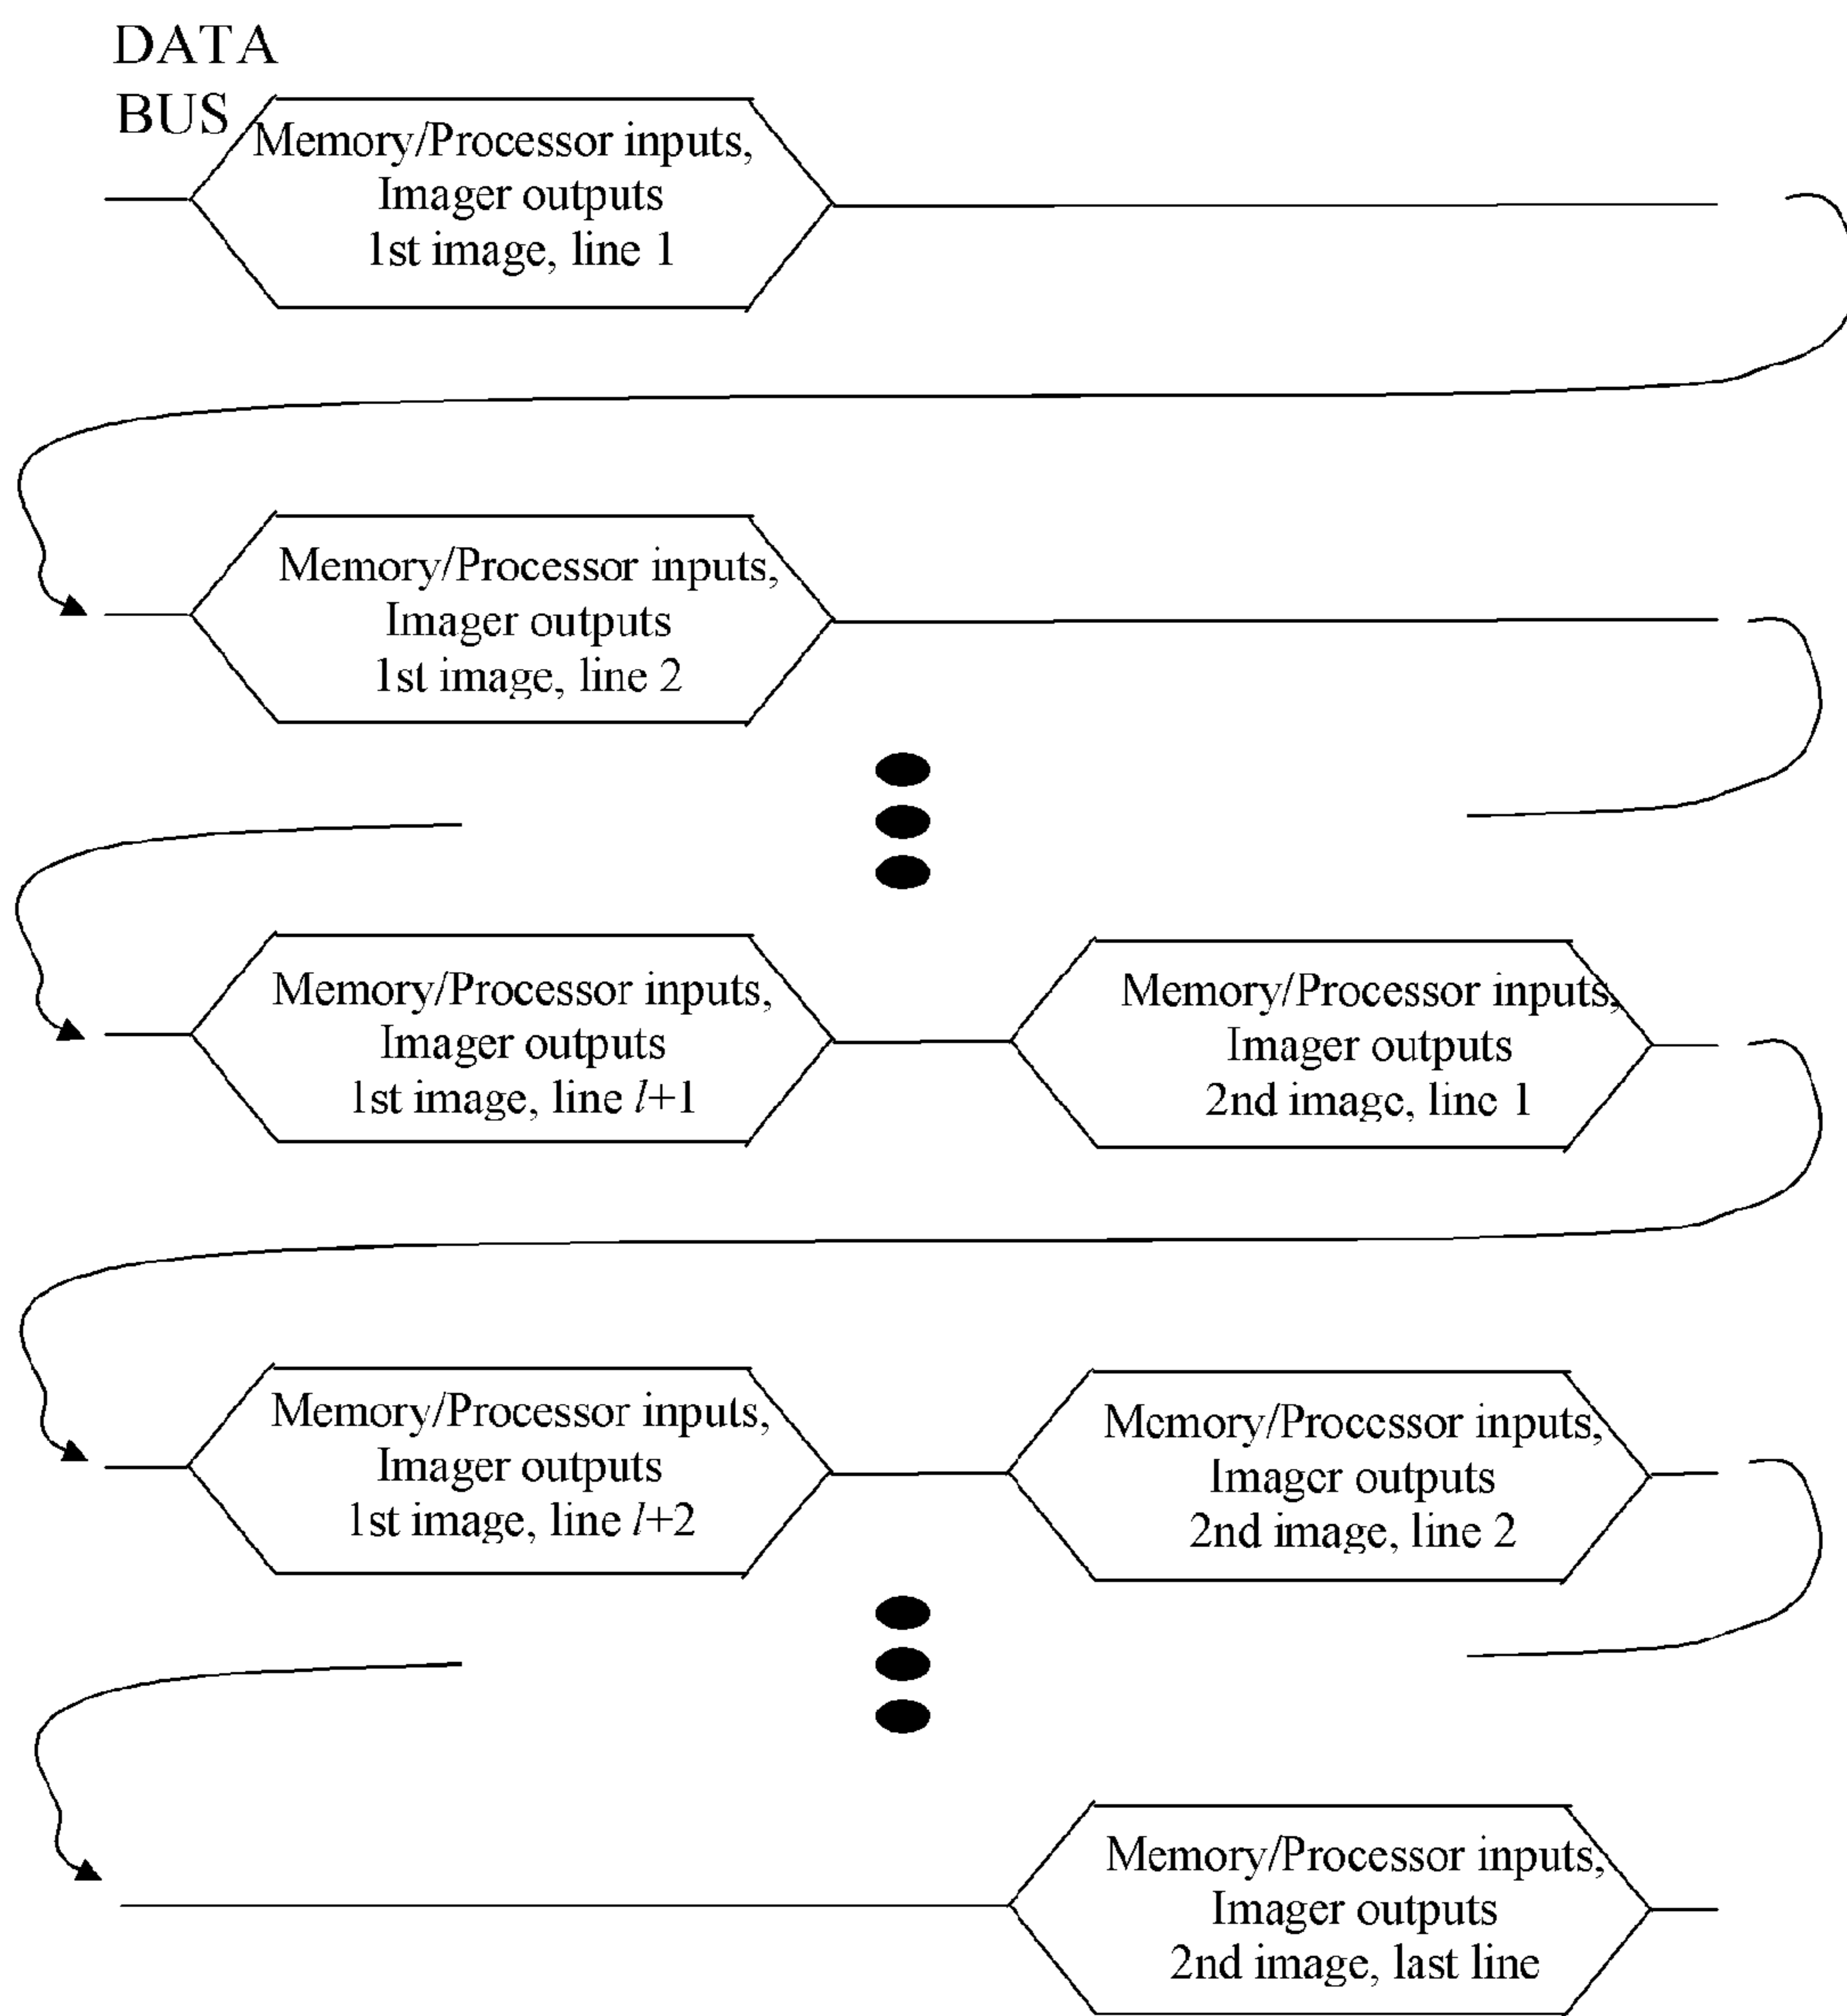 DATA
BUS
Memory/Processor inputs,
Imager outputs
1st image, line 1
Memory/Processor inputs,
Imager outputs
1st image, line 2
Memory/Processor inputs,
Imager outputs
1st image, line l+1
Memory/Processor inputs,
Imager outputs
2nd image, line 1
Memory/Processor inputs,
Imager outputs
1st image, line l+2
Memory/Processor inputs,
Imager outputs
2nd image, line 2
Memory/Processor inputs,
Imager outputs
2nd image, last line